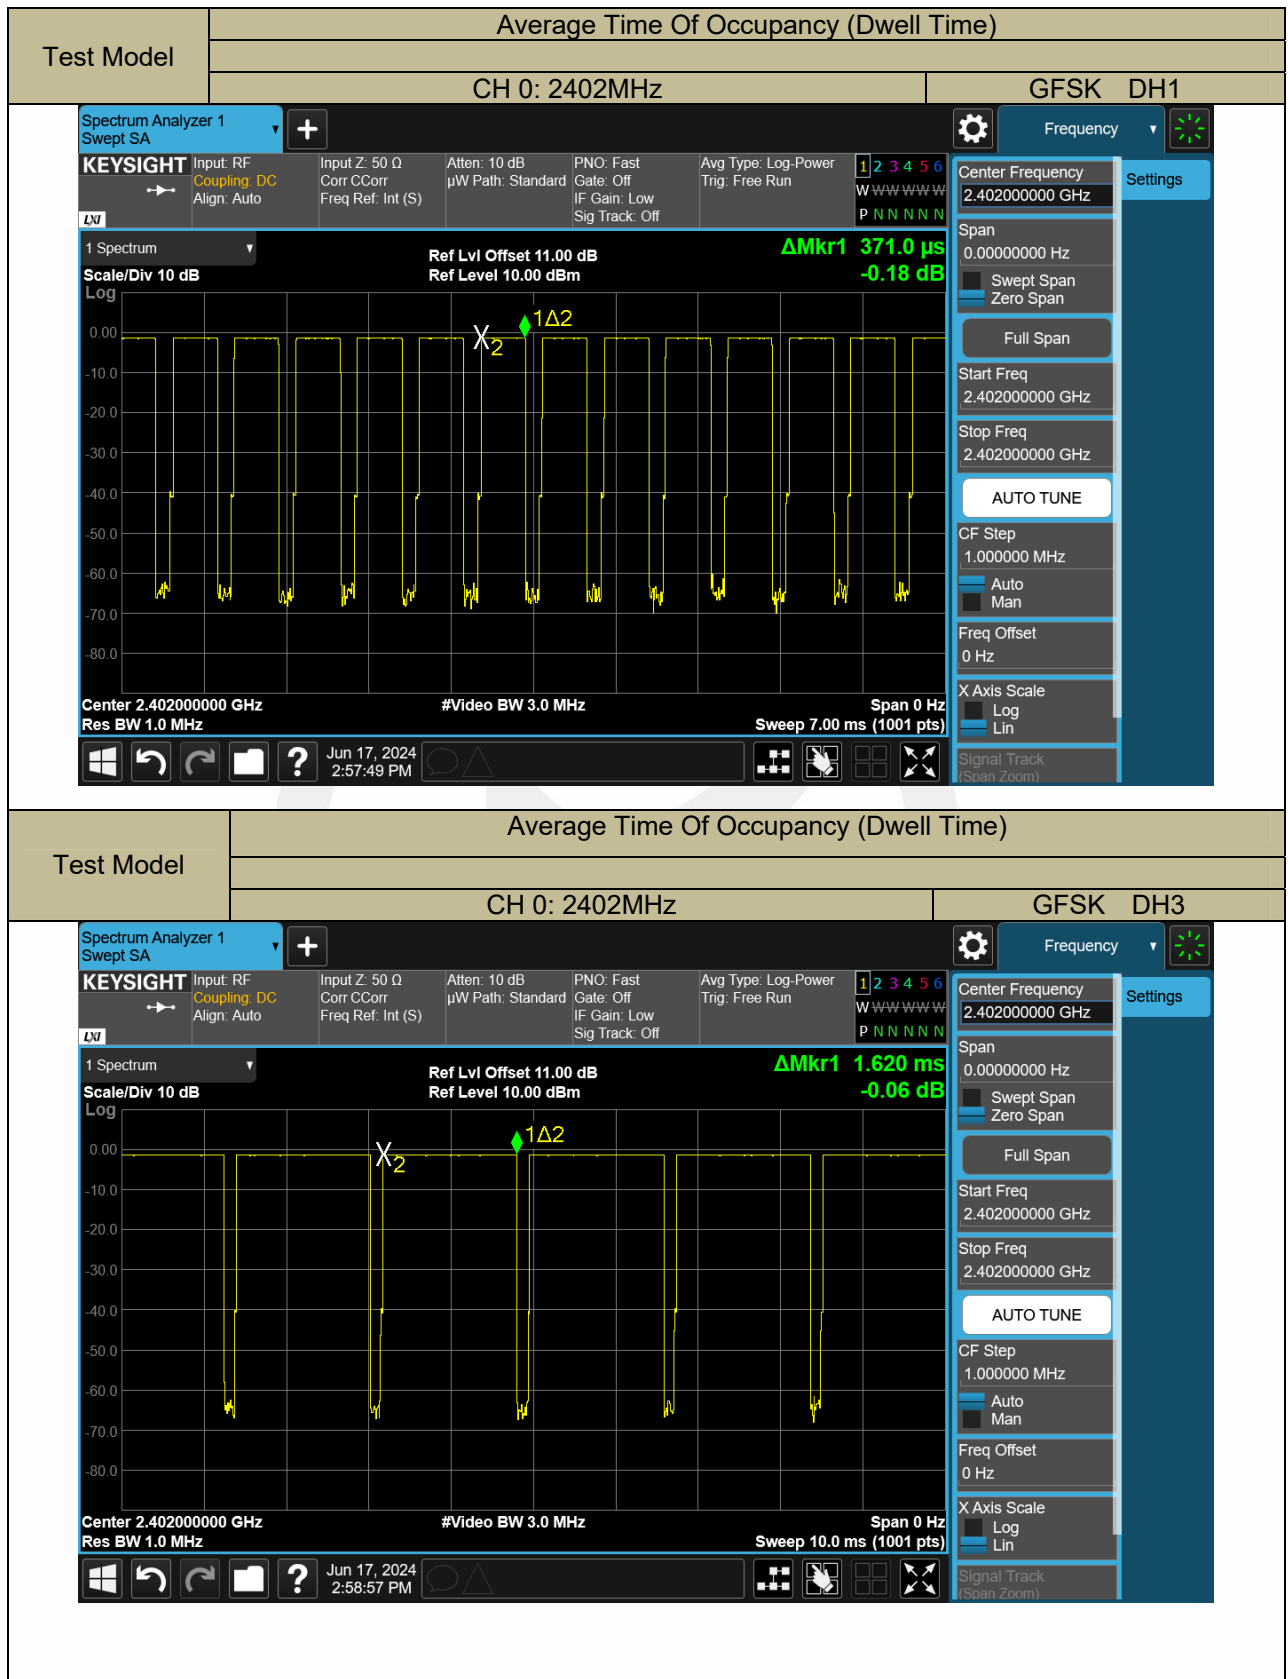 Test Model
Average Time Of Occupancy (Dwell Time)
CH 0: 2402MHz
GFSK DH1
Spectrum Analyzer 1
Swept SA
Frequency
KEYSIGHT
Input: RF
Coupling: DC
Align: Auto
Input Z: 50 Ω
Corr CCorr
Freq Ref: Int (S)
Atten: 10 dB
µW Path: Standard
PNO: Fast
Gate: Off
IF Gain: Low
Sig Track: Off
Avg Type: Log-Power
Trig: Free Run
1 2 3 4 5 6
W W W W W W
P N N N N N
LXI
Center Frequency
2.402000000 GHz
Settings
Span
0.00000000 Hz
Swept Span
Zero Span
Full Span
Start Freq
2.402000000 GHz
Stop Freq
2.402000000 GHz
AUTO TUNE
CF Step
1.000000 MHz
Auto
Man
Freq Offset
0 Hz
X Axis Scale
Log
Lin
Signal Track
(Span Zoom)
1 Spectrum
Scale/Div 10 dB
Log
Ref Lvl Offset 11.00 dB
Ref Level 10.00 dBm
ΔMkr1 371.0 µs
-0.18 dB
1Δ2
X2
0.00
-10.0
-20.0
-30.0
-40.0
-50.0
-60.0
-70.0
-80.0
Center 2.402000000 GHz
#Video BW 3.0 MHz
Span 0 Hz
Res BW 1.0 MHz
Sweep 7.00 ms (1001 pts)
?
Jun 17, 2024
2:57:49 PM
Test Model
Average Time Of Occupancy (Dwell Time)
CH 0: 2402MHz
GFSK DH3
Spectrum Analyzer 1
Swept SA
Frequency
KEYSIGHT
Input: RF
Coupling: DC
Align: Auto
Input Z: 50 Ω
Corr CCorr
Freq Ref: Int (S)
Atten: 10 dB
µW Path: Standard
PNO: Fast
Gate: Off
IF Gain: Low
Sig Track: Off
Avg Type: Log-Power
Trig: Free Run
1 2 3 4 5 6
W W W W W W
P N N N N N
LXI
Center Frequency
2.402000000 GHz
Settings
Span
0.00000000 Hz
Swept Span
Zero Span
Full Span
Start Freq
2.402000000 GHz
Stop Freq
2.402000000 GHz
AUTO TUNE
CF Step
1.000000 MHz
Auto
Man
Freq Offset
0 Hz
X Axis Scale
Log
Lin
Signal Track
(Span Zoom)
1 Spectrum
Scale/Div 10 dB
Log
Ref Lvl Offset 11.00 dB
Ref Level 10.00 dBm
ΔMkr1 1.620 ms
-0.06 dB
1Δ2
X2
0.00
-10.0
-20.0
-30.0
-40.0
-50.0
-60.0
-70.0
-80.0
Center 2.402000000 GHz
#Video BW 3.0 MHz
Span 0 Hz
Res BW 1.0 MHz
Sweep 10.0 ms (1001 pts)
?
Jun 17, 2024
2:58:57 PM